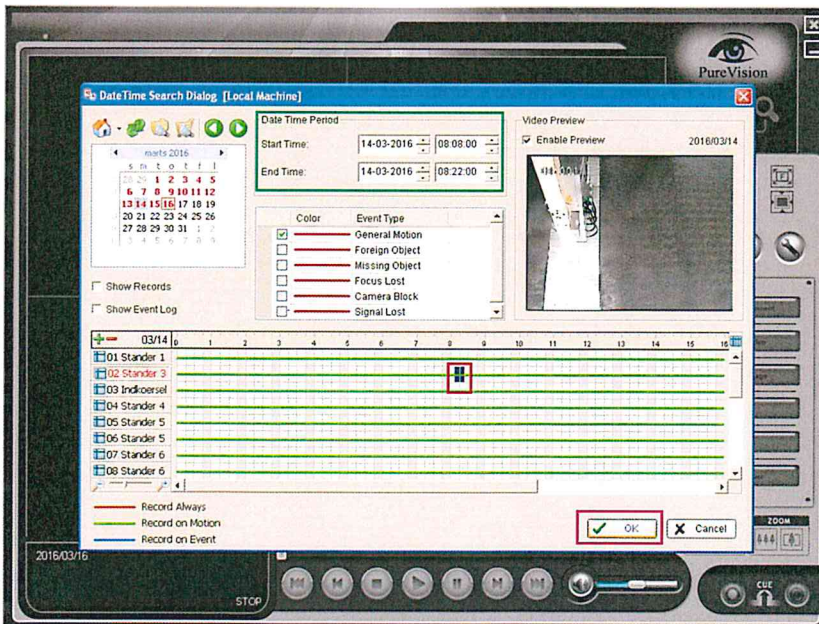 PureVision
DateTime Search Dialog [Local Machine]
Date Time Period
Start Time: 14-03-2016 08:08:00
End Time: 14-03-2016 08:22:00
Video Preview
Enable Preview 2016/03/14
marts 2016
s m t o t f l
28 29 1 2 3 4 5
6 7 8 9 10 11 12
13 14 15 16 17 18 19
20 21 22 23 24 25 26
27 28 29 30 31 1 2
3 4 5 6 7 8 9
Show Records
Show Event Log
Color Event Type
General Motion
Foreign Object
Missing Object
Focus Lost
Camera Block
Signal Lost
03/14 0 1 2 3 4 5 6 7 8 9 10 11 12 13 14 15 16
01 Stander 1
02 Stander 3
03 Indkoersel
04 Stander 4
05 Stander 5
06 Stander 5
07 Stander 6
08 Stander 6
Record Always
Record on Motion
Record on Event
OK
Cancel
ZOOM
2016/03/16
STOP
CUE